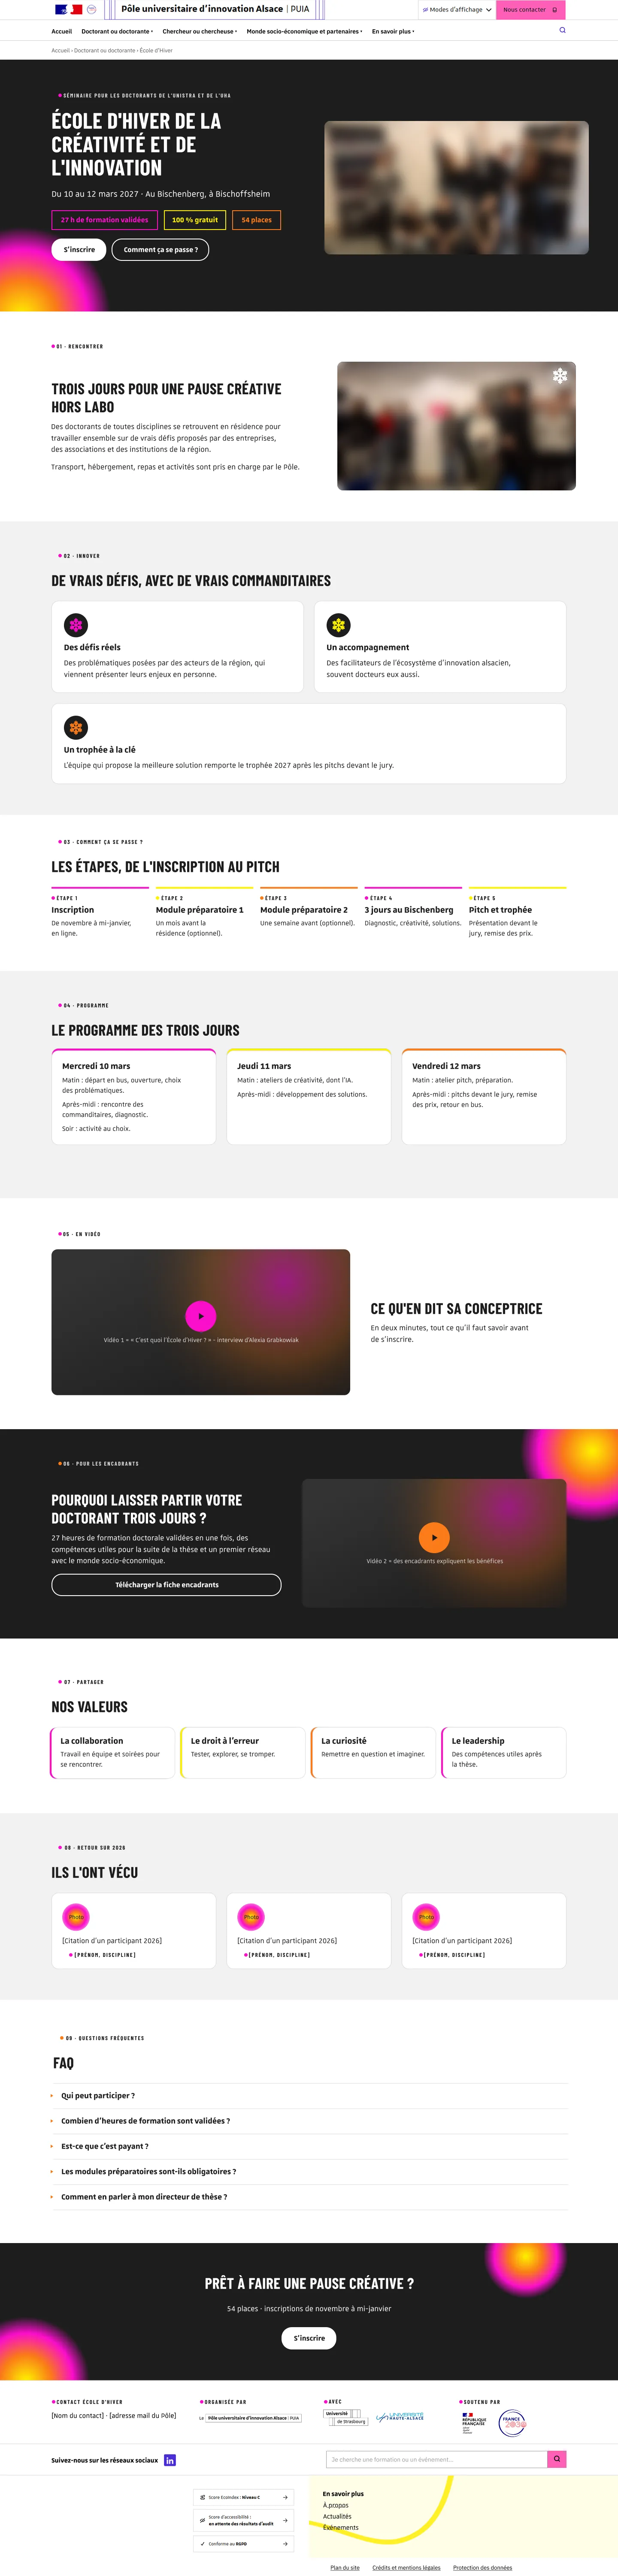 Pôle universitaire d'innovation Alsace | PUIA
Modes d'affichage
Nous contacter
Accueil
Doctorant ou doctorante
Chercheur ou chercheuse
Monde socio-économique et partenaires
En savoir plus
Accueil › Doctorant ou doctorante › École d'Hiver
SÉMINAIRE POUR LES DOCTORANTS DE L'UNISTRA ET DE L'UHA
ÉCOLE D'HIVER DE LA
CRÉATIVITÉ ET DE
L'INNOVATION
Du 10 au 12 mars 2027 · Au Bischenberg, à Bischoffsheim
27 h de formation validées
100 % gratuit
54 places
S'inscrire
Comment ça se passe ?
01 · RENCONTRER
TROIS JOURS POUR UNE PAUSE CRÉATIVE
HORS LABO
Des doctorants de toutes disciplines se retrouvent en résidence pour
travailler ensemble sur de vrais défis proposés par des entreprises,
des associations et des institutions de la région.
Transport, hébergement, repas et activités sont pris en charge par le Pôle.
02 · INNOVER
DE VRAIS DÉFIS, AVEC DE VRAIS COMMANDITAIRES
Des défis réels
Des problématiques posées par des acteurs de la région, qui
viennent présenter leurs enjeux en personne.
Un accompagnement
Des facilitateurs de l'écosystème d'innovation alsacien,
souvent docteurs eux aussi.
Un trophée à la clé
L'équipe qui propose la meilleure solution remporte le trophée 2027 après les pitchs devant le jury.
03 · COMMENT ÇA SE PASSE ?
LES ÉTAPES, DE L'INSCRIPTION AU PITCH
ÉTAPE 1
Inscription
De novembre à mi-janvier,
en ligne.
ÉTAPE 2
Module préparatoire 1
Un mois avant la
résidence (optionnel).
ÉTAPE 3
Module préparatoire 2
Une semaine avant (optionnel).
ÉTAPE 4
3 jours au Bischenberg
Diagnostic, créativité, solutions.
ÉTAPE 5
Pitch et trophée
Présentation devant le
jury, remise des prix.
04 · PROGRAMME
LE PROGRAMME DES TROIS JOURS
Mercredi 10 mars
Matin : départ en bus, ouverture, choix
des problématiques.
Après-midi : rencontre des
commanditaires, diagnostic.
Soir : activité au choix.
Jeudi 11 mars
Matin : ateliers de créativité, dont l'IA.
Après-midi : développement des solutions.
Vendredi 12 mars
Matin : atelier pitch, préparation.
Après-midi : pitchs devant le jury, remise
des prix, retour en bus.
05 · EN VIDÉO
Vidéo 1 = « C'est quoi l'École d'Hiver ? » - interview d'Alexia Grabkowiak
CE QU'EN DIT SA CONCEPTRICE
En deux minutes, tout ce qu'il faut savoir avant
de s'inscrire.
06 · POUR LES ENCADRANTS
POURQUOI LAISSER PARTIR VOTRE
DOCTORANT TROIS JOURS ?
27 heures de formation doctorale validées en une fois, des
compétences utiles pour la suite de la thèse et un premier réseau
avec le monde socio-économique.
Télécharger la fiche encadrants
Vidéo 2 = des encadrants expliquent les bénéfices
07 · PARTAGER
NOS VALEURS
La collaboration
Travail en équipe et soirées pour
se rencontrer.
Le droit à l'erreur
Tester, explorer, se tromper.
La curiosité
Remettre en question et imaginer.
Le leadership
Des compétences utiles après
la thèse.
08 · RETOUR SUR 2026
ILS L'ONT VÉCU
Photo
[Citation d'un participant 2026]
[PRÉNOM, DISCIPLINE]
Photo
[Citation d'un participant 2026]
[PRÉNOM, DISCIPLINE]
Photo
[Citation d'un participant 2026]
[PRÉNOM, DISCIPLINE]
09 · QUESTIONS FRÉQUENTES
FAQ
Qui peut participer ?
Combien d'heures de formation sont validées ?
Est-ce que c'est payant ?
Les modules préparatoires sont-ils obligatoires ?
Comment en parler à mon directeur de thèse ?
PRÊT À FAIRE UNE PAUSE CRÉATIVE ?
54 places · inscriptions de novembre à mi-janvier
S'inscrire
CONTACT ÉCOLE D'HIVER
[Nom du contact] · [adresse mail du Pôle]
ORGANISÉE PAR
Le Pôle universitaire d'innovation Alsace | PUIA
AVEC
Université
de Strasbourg
UNIVERSITÉ
HAUTE-ALSACE
SOUTENU PAR
RÉPUBLIQUE
FRANÇAISE
FRANCE
2030
Suivez-nous sur les réseaux sociaux
in
Je cherche une formation ou un événement...
Score EcoIndex : Niveau C
Score d'accessibilité :
en attente des résultats d'audit
Conforme au RGPD
En savoir plus
À propos
Actualités
Événements
Plan du site
Crédits et mentions légales
Protection des données